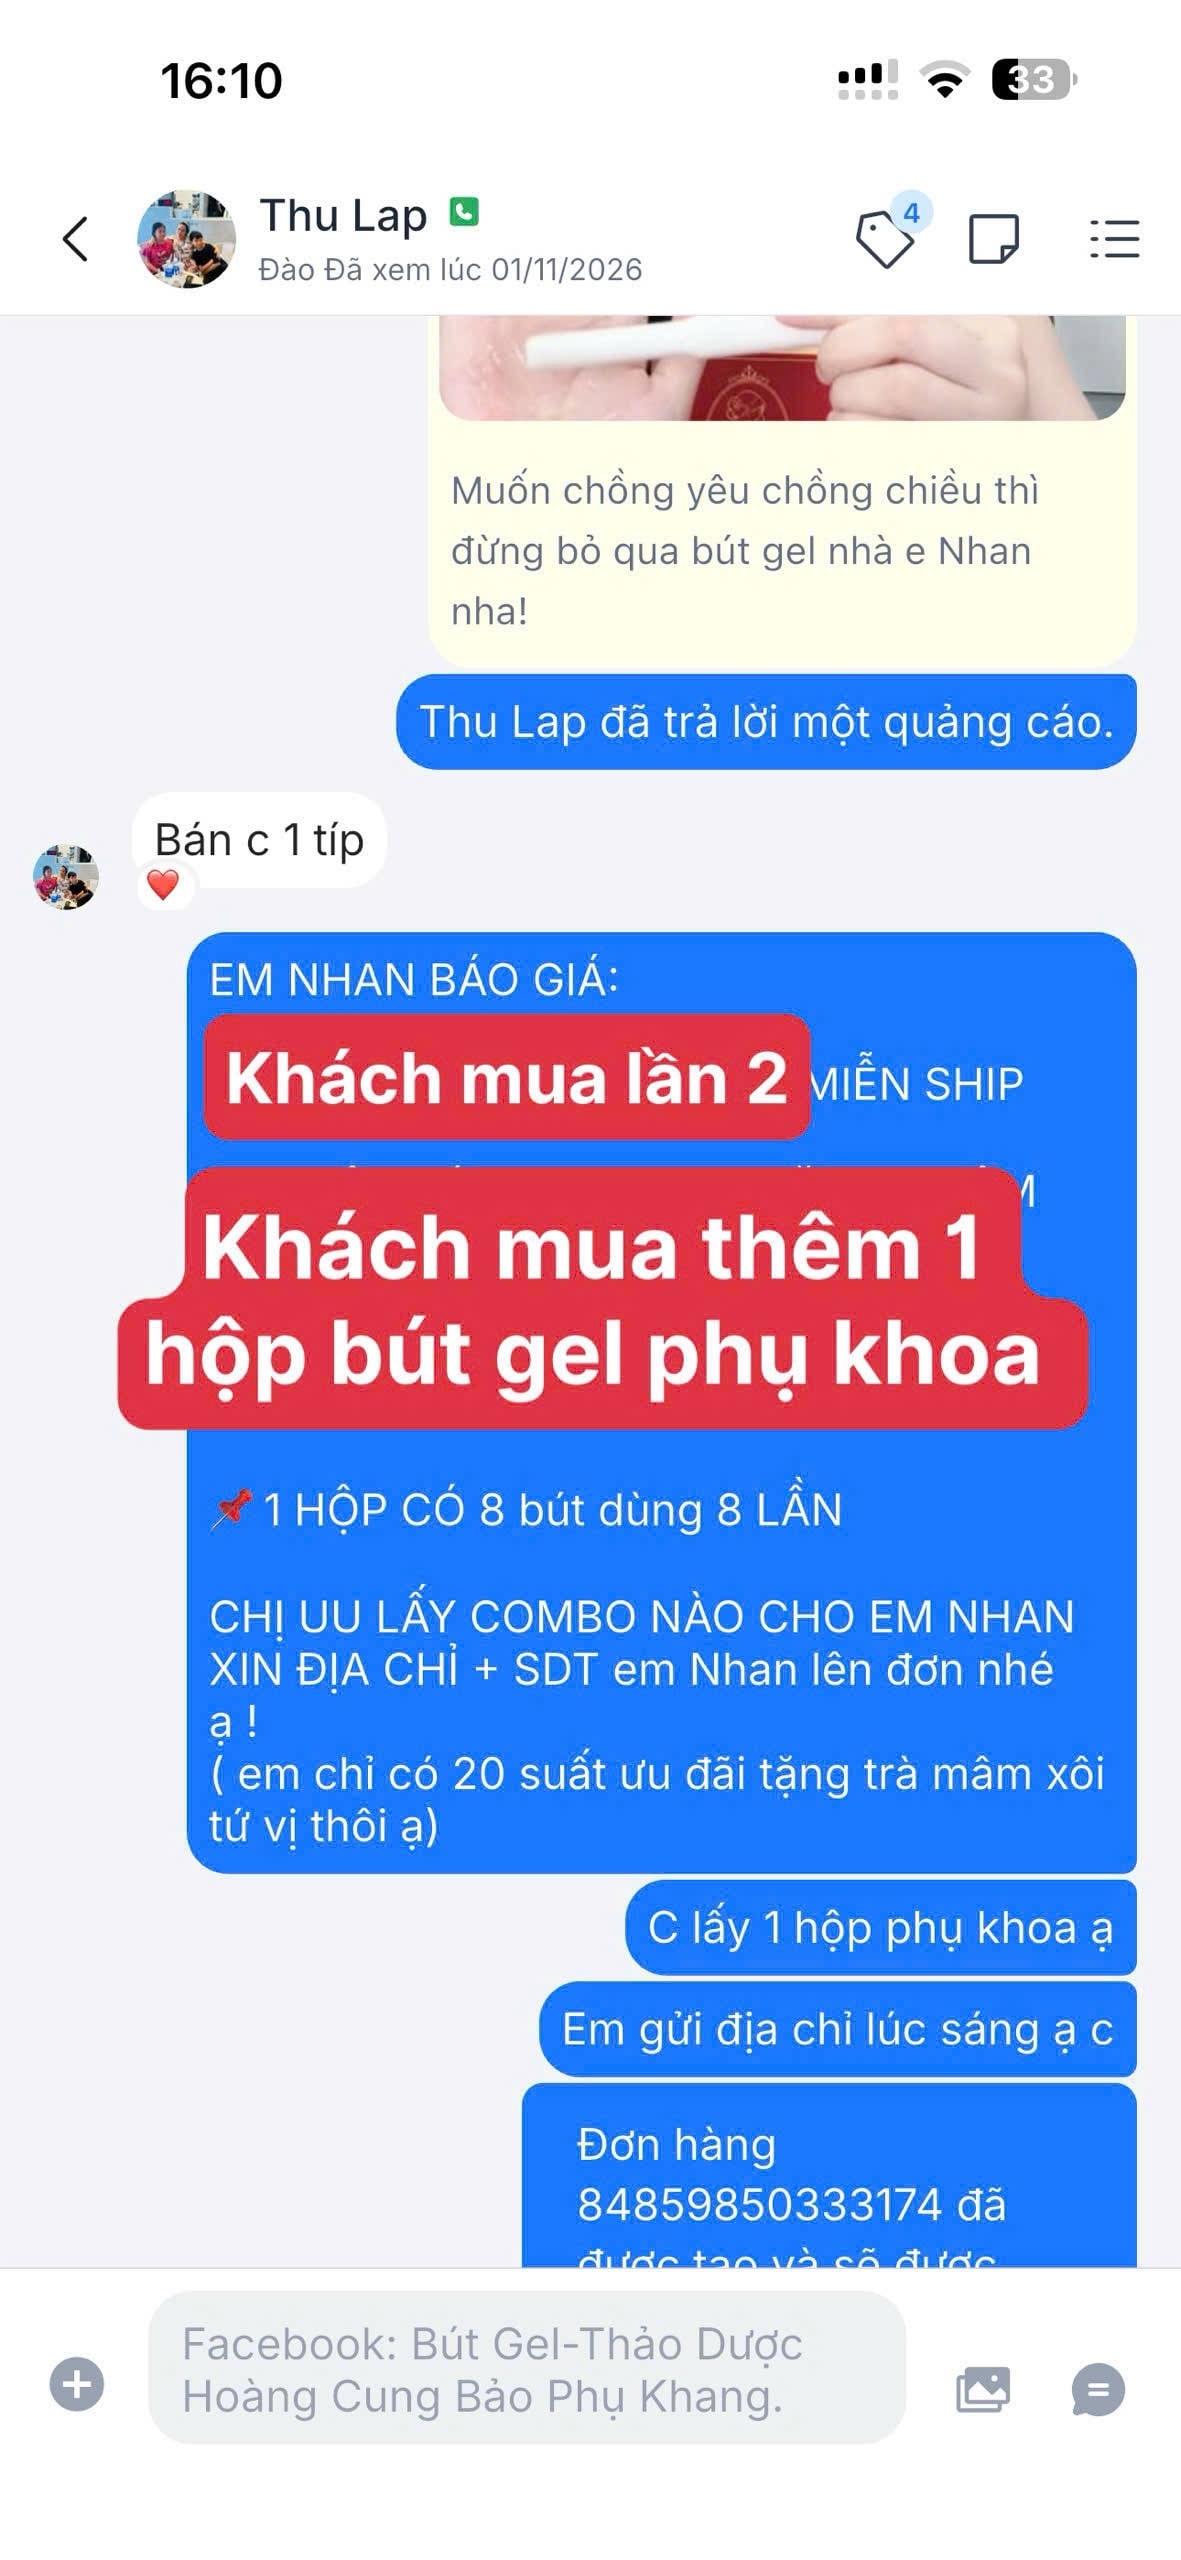 16:10
33
Thu Lap
4
Đào Đã xem lúc 01/11/2026
Muốn chồng yêu chồng chiều thì
đừng bỏ qua bút gel nhà e Nhan
nha!
Thu Lap đã trả lời một quảng cáo.
Bán c 1 típ
EM NHAN BÁO GIÁ:
Khách mua lần 2
MIỄN SHIP
Khách mua thêm 1
hộp bút gel phụ khoa
1 HỘP CÓ 8 bút dùng 8 LẦN
CHỊ UU LẤY COMBO NÀO CHO EM NHAN
XIN ĐỊA CHỈ + SDT em Nhan lên đơn nhé
ạ !
( em chỉ có 20 suất ưu đãi tặng trà mâm xôi
tứ vị thôi ạ)
C lấy 1 hộp phụ khoa ạ
Em gửi địa chỉ lúc sáng ạ c
Đơn hàng
84859850333174 đã
được tạo và sẽ được
Facebook: Bút Gel-Thảo Dược
Hoàng Cung Bảo Phụ Khang.